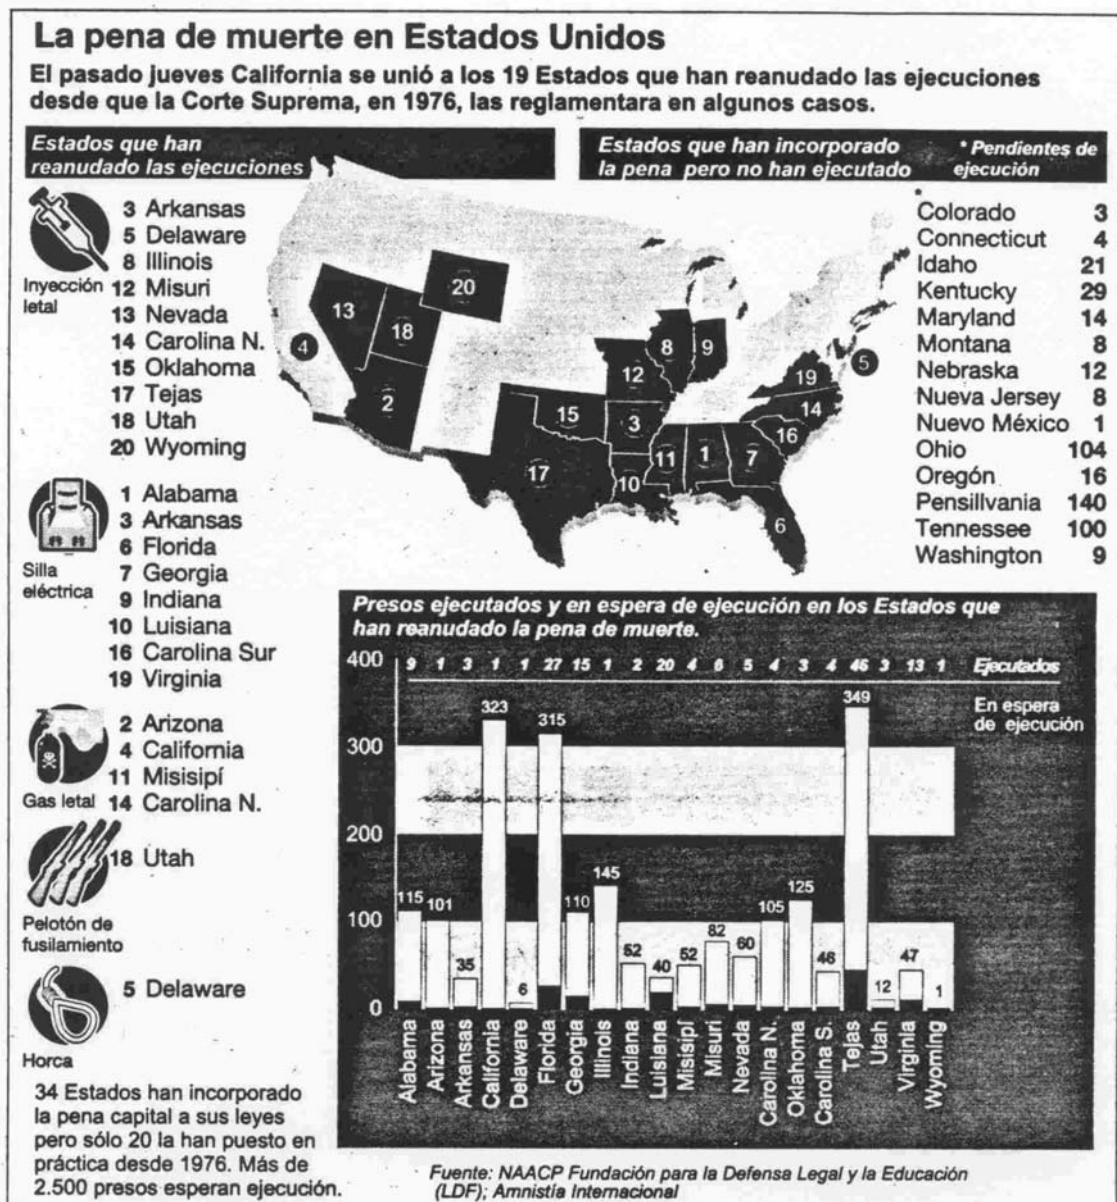 La pena de muerte en Estados Unidos
El pasado jueves California se unió a los 19 Estados que han reanudado las ejecuciones
desde que la Corte Suprema, en 1976, las reglamentara en algunos casos.
Estados que han
reanudado las ejecuciones
Inyección
letal
3 Arkansas
5 Delaware
8 Illinois
12 Misuri
13 Nevada
14 Carolina N.
15 Oklahoma
17 Tejas
18 Utah
20 Wyoming
Silla
eléctrica
1 Alabama
3 Arkansas
6 Florida
7 Georgia
9 Indiana
10 Luisiana
16 Carolina Sur
19 Virginia
Gas letal
2 Arizona
4 California
11 Misisipí
14 Carolina N.
18 Utah
Pelotón de
fusilamiento
5 Delaware
Horca
34 Estados han incorporado
la pena capital a sus leyes
pero sólo 20 la han puesto en
práctica desde 1976. Más de
2.500 presos esperan ejecución.
20
13
18
4
8
9
12
19
5
2
15
3
14
16
11
1
7
17
10
6
Estados que han incorporado
la pena pero no han ejecutado
* Pendientes de
ejecución
*
Colorado 3
Connecticut 4
Idaho 21
Kentucky 29
Maryland 14
Montana 8
Nebraska 12
Nueva Jersey 8
Nuevo México 1
Ohio 104
Oregón 16
Pensillvania 140
Tennessee 100
Washington 9
Presos ejecutados y en espera de ejecución en los Estados que
han reanudado la pena de muerte.
400
300
200
100
0
9 1 3 1 1 27 15 1 2 20 4 6 5 4 3 4 46 3 13 1 Ejecutados
En espera
de ejecución
115 101 35 323 6 315 110 145 52 40 52 82 60 105 125 46 349 12 47 1
Alabama
Arizona
Arkansas
California
Delaware
Florida
Georgia
Illinois
Indiana
Luisiana
Misisipí
Misuri
Nevada
Carolina N.
Oklahoma
Carolina S.
Tejas
Utah
Virginia
Wyoming
Fuente: NAACP Fundación para la Defensa Legal y la Educación
(LDF); Amnistía Internacional